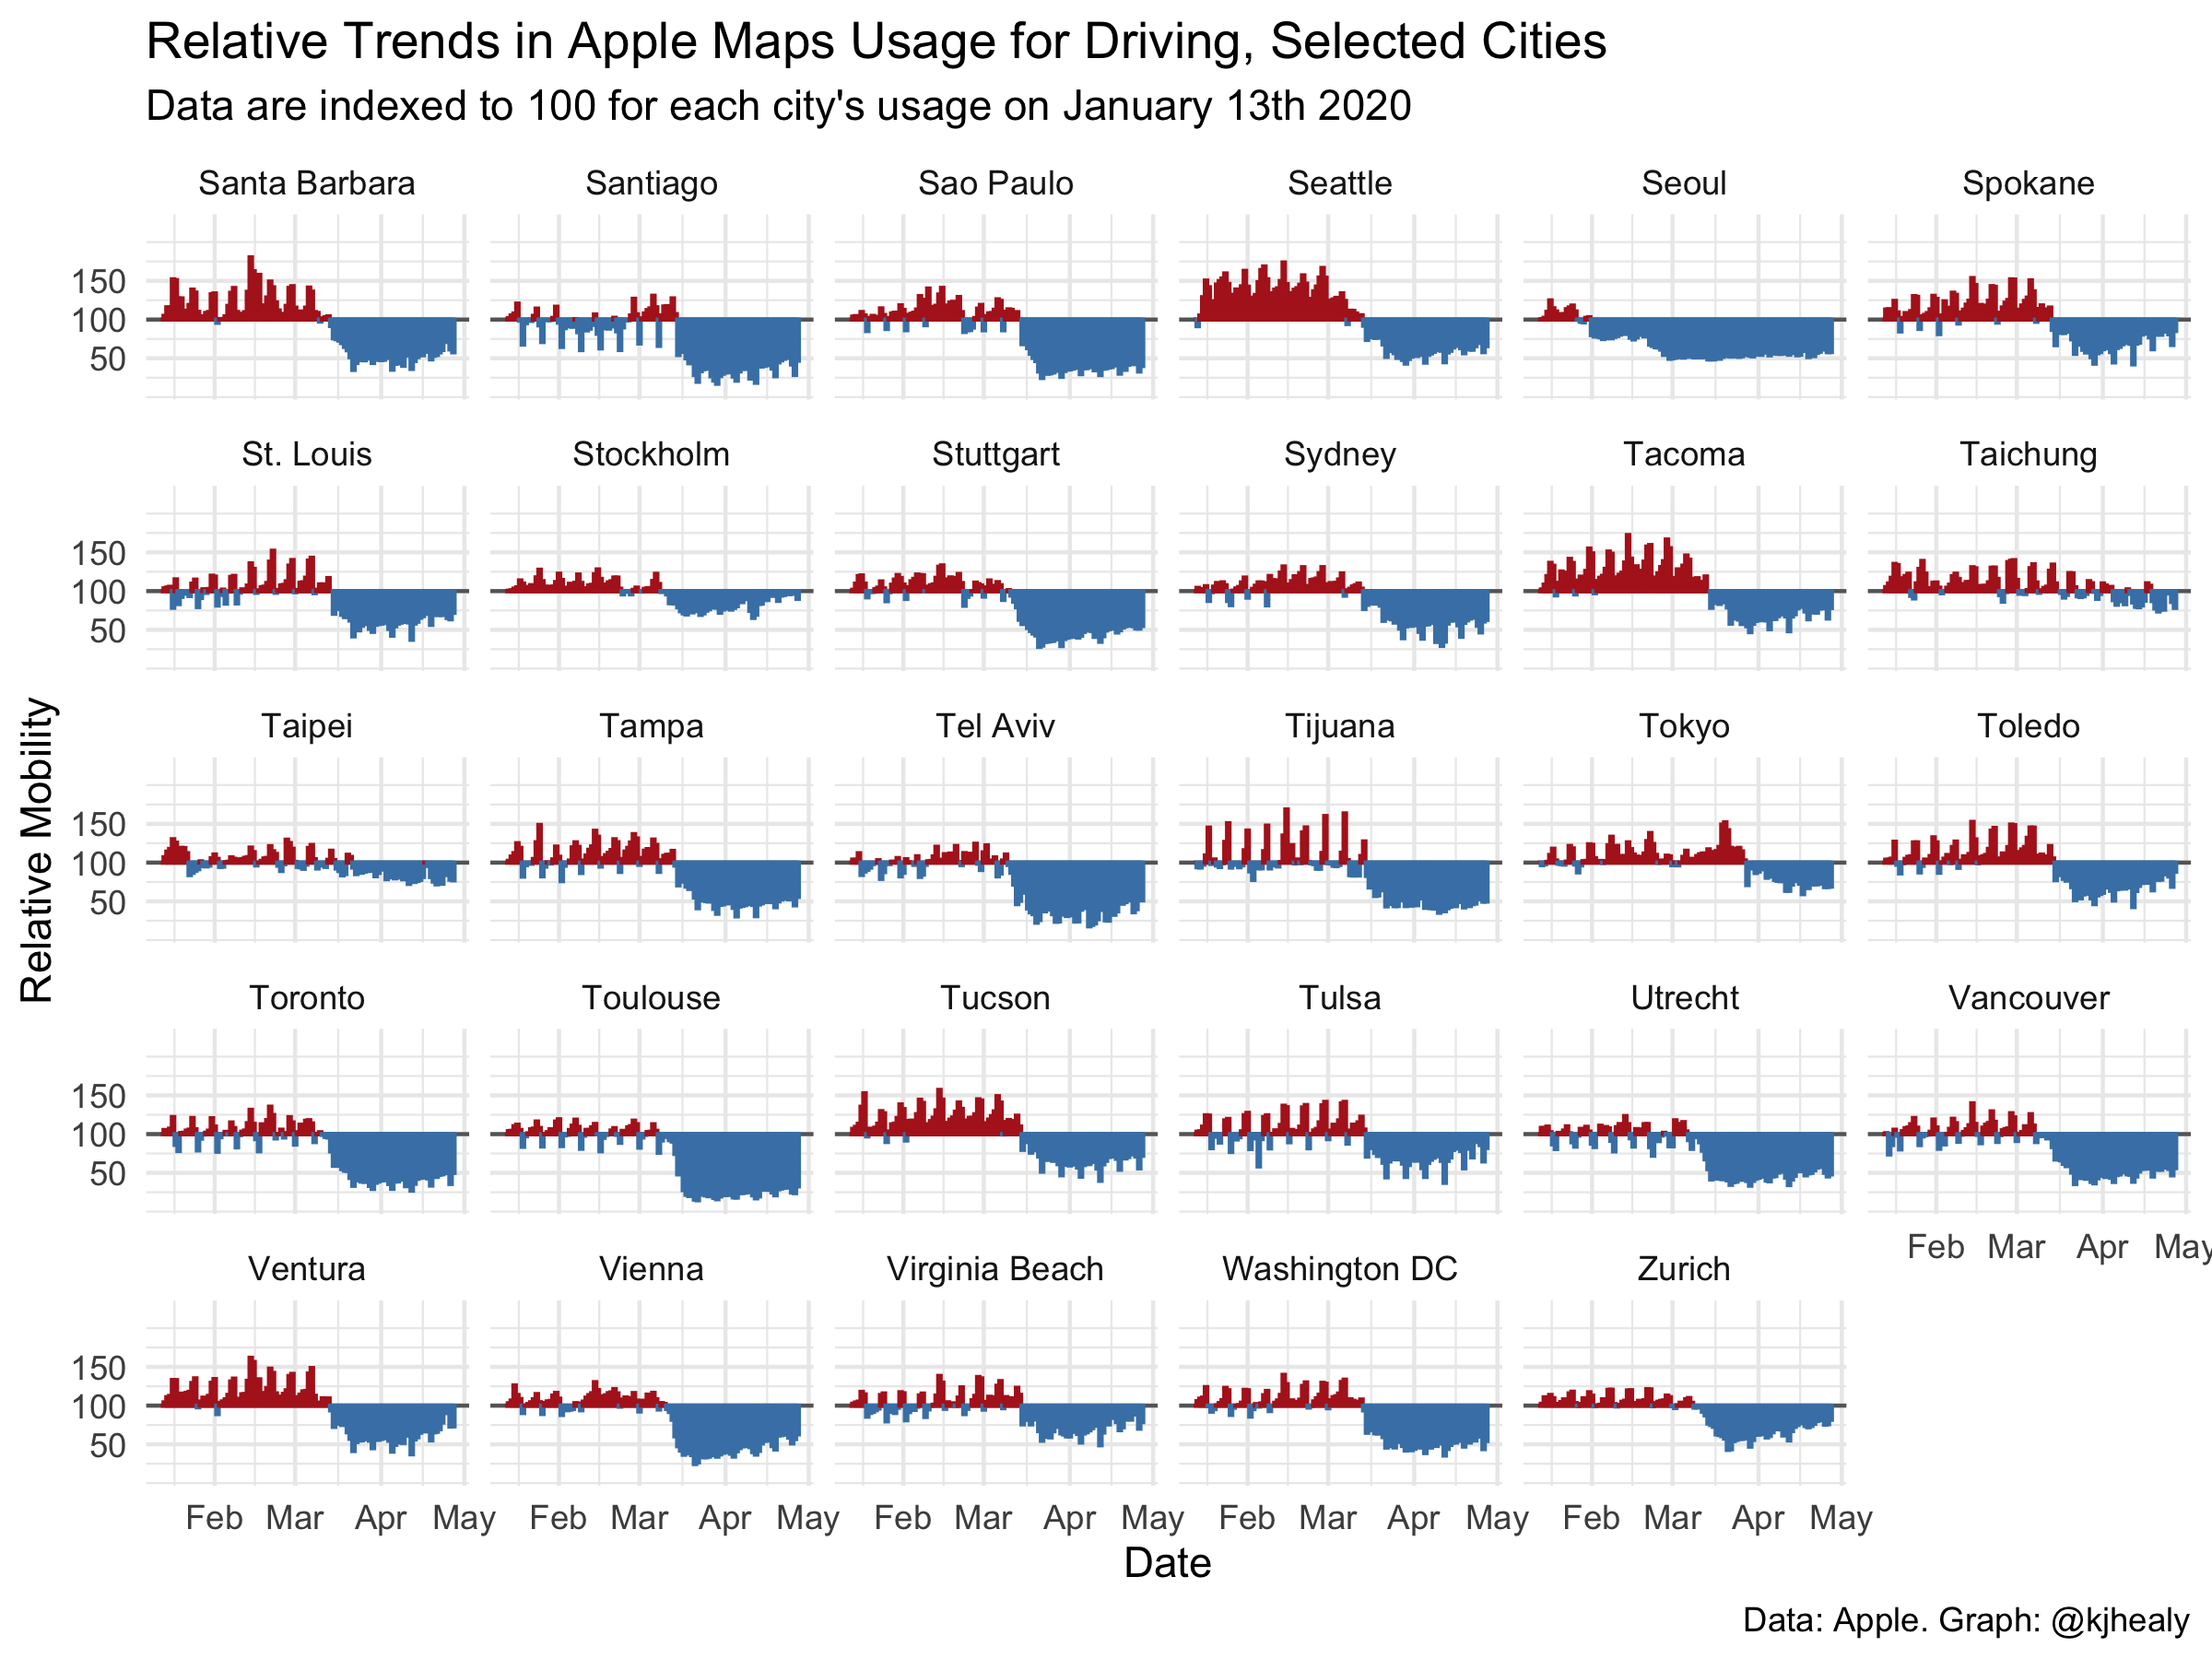 Relative Trends in Apple Maps Usage for Driving, Selected Cities
Data are indexed to 100 for each city's usage on January 13th 2020
Santa Barbara Santiago Sao Paulo Seattle Seoul Spokane
150
100
50
St. Louis Stockholm Stuttgart Sydney Tacoma Taichung
150
100
50
Relative Mobility
Taipei Tampa Tel Aviv Tijuana Tokyo Toledo
150
100
50
Toronto Toulouse Tucson Tulsa Utrecht Vancouver
150
100
50
Feb Mar Apr May
Ventura Vienna Virginia Beach Washington DC Zurich
150
100
50
Feb Mar Apr May Feb Mar Apr May Feb Mar Apr May Feb Mar Apr May Feb Mar Apr May
Date
Data: Apple. Graph: @kjhealy